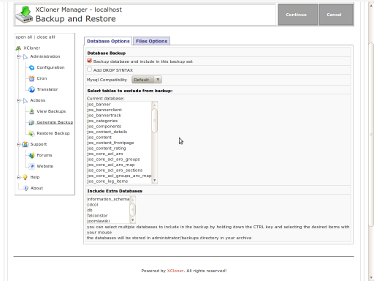 XCloner Manager - localhost
Backup and Restore
Continue
Cancel
open all | close all
XCloner
Administration
Configuration
Cron
Translator
Actions
View Backups
Generate Backup
Restore Backup
Support
Forums
Website
Help
About
Database Options
Files Options
Database Backup
Backup database and include in this backup set
Add DROP SYNTAX
Mysql Compatibility
Default
Select tables to exclude from backup:
Current database:
jos_banner
jos_bannerclient
jos_bannertrack
jos_categories
jos_components
jos_contact_details
jos_content
jos_content_frontpage
jos_content_rating
jos_core_acl_aro
jos_core_acl_aro_groups
jos_core_acl_aro_map
jos_core_acl_aro_sections
jos_core_acl_groups_aro_map
jos_core_log_items
Include Extra Databases
information_schema
db
you can select multiple databases to include in the backup by holding down the CTRL key and selecting the desired items with
your mouse
the databases will be stored in administrator/backups directory in your archive
Powered by XCloner. All rights reserved!